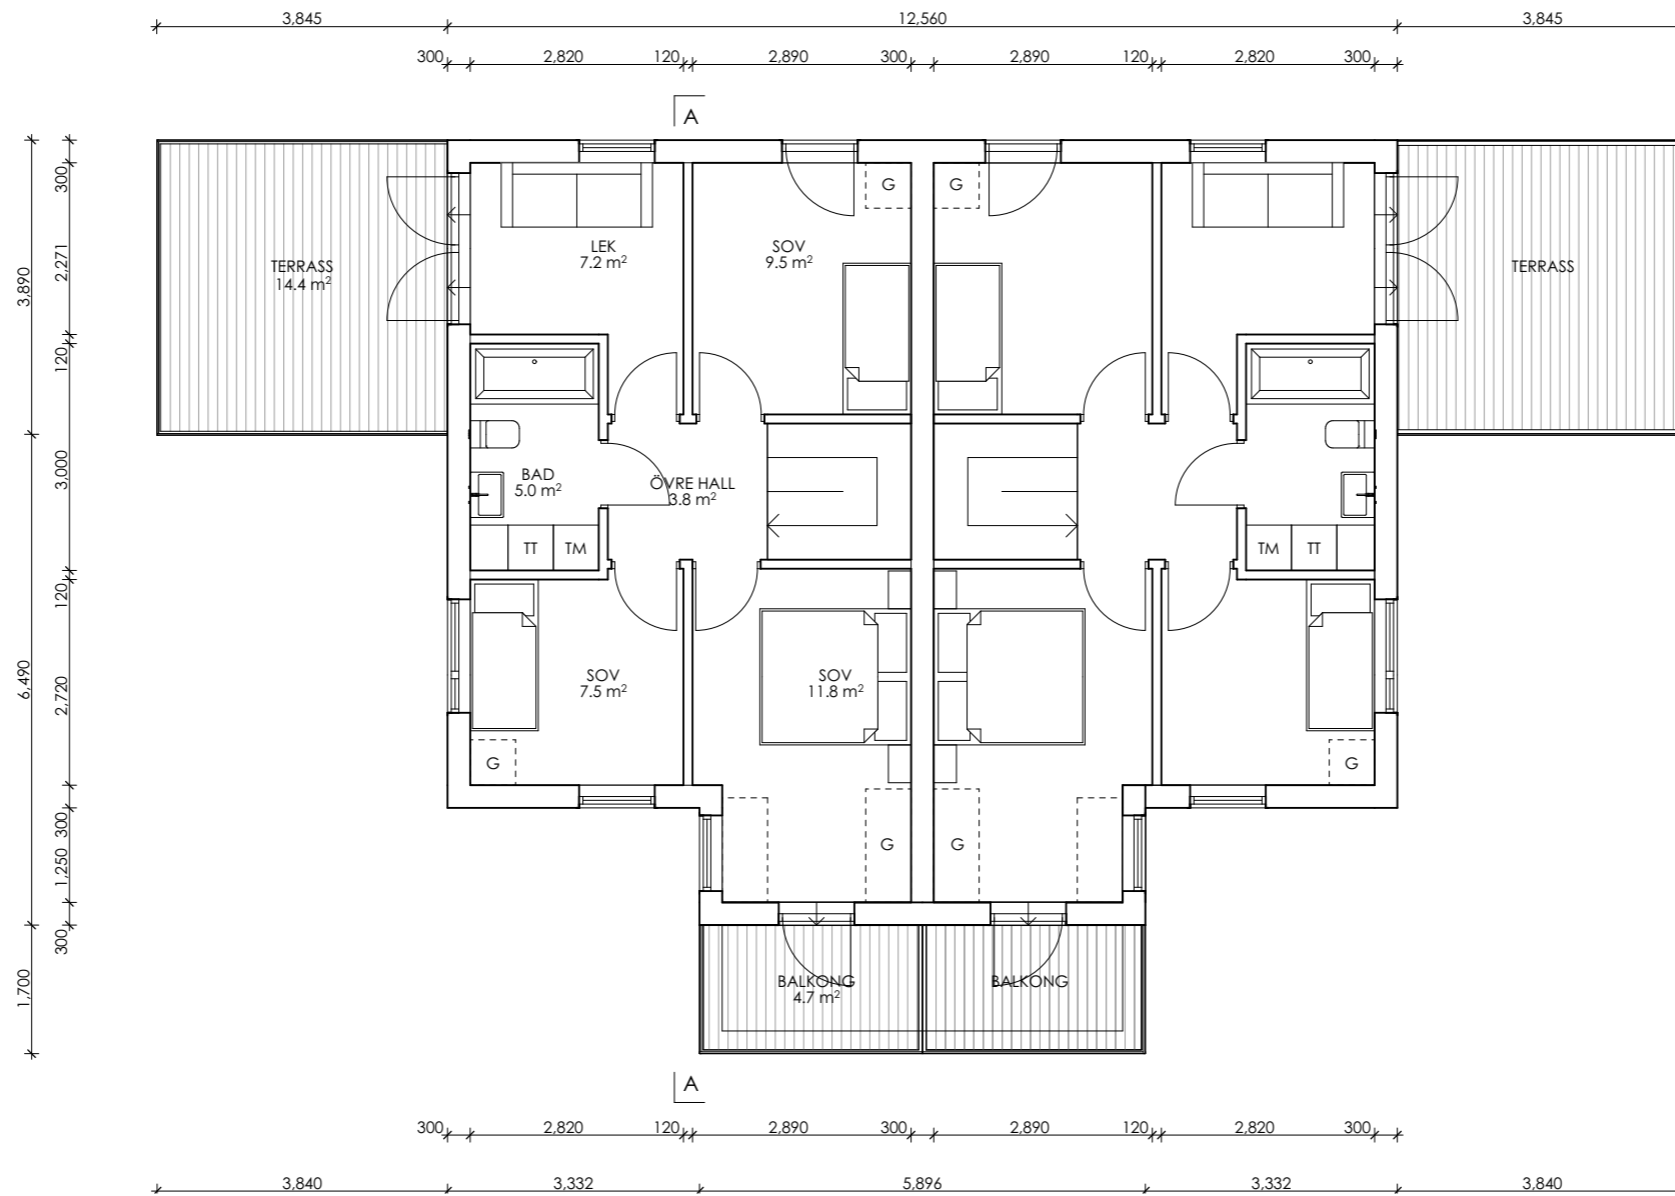 3,845 12,560 3,845
300 2,820 120 2,890 300 2,890 120 2,820 300
A
300
2,271
120
3,000
120
2,720
300
1,250
300
3,890
6,490
1,700
G G
LEK
7.2 m²
SOV
9.5 m²
TERRASS
14.4 m²
TERRASS
BAD
5.0 m²
ÖVRE HALL
3.8 m²
TT TM TM TT
SOV
7.5 m²
SOV
11.8 m²
G G
G G
BALKONG
4.7 m²
BALKONG
A
300 2,820 120 2,890 300 2,890 120 2,820 300
3,840 3,332 5,896 3,332 3,840